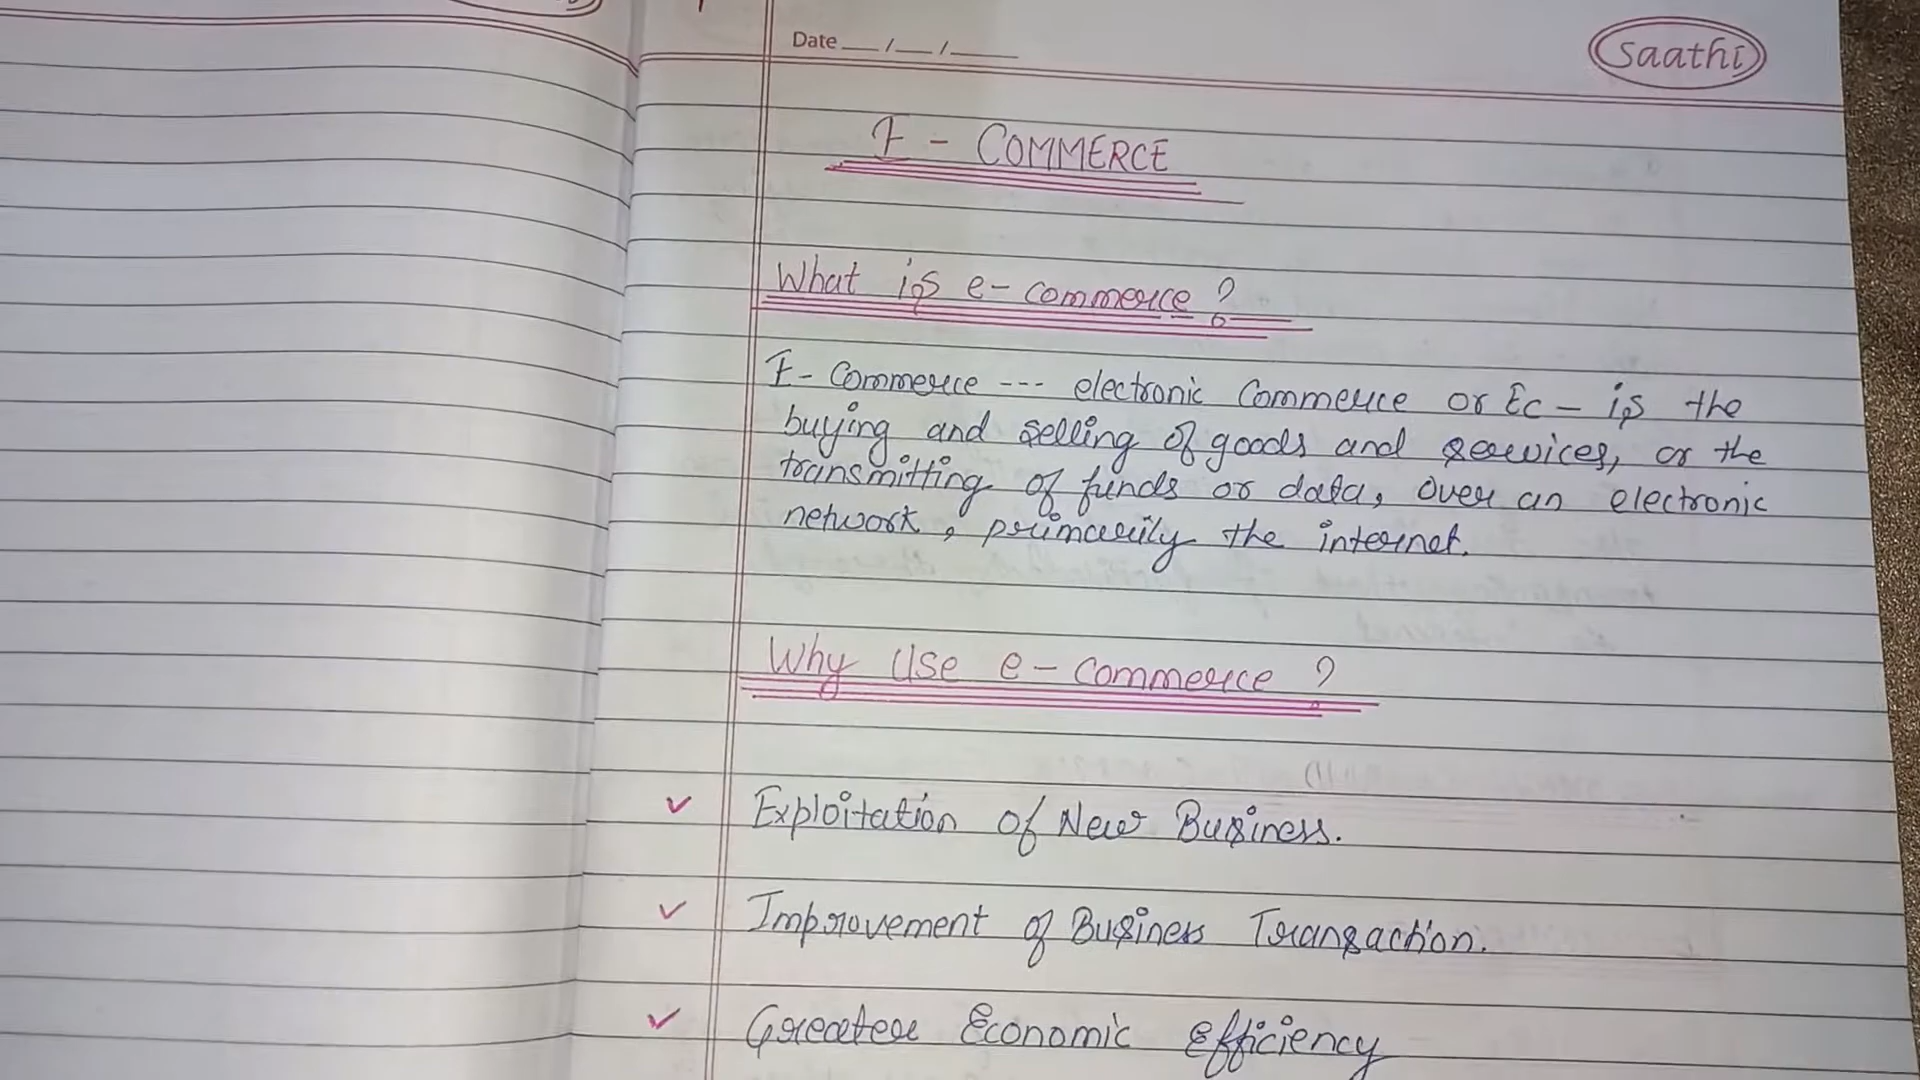 Date __/__/____
Saathi
E - COMMERCE
What is e-commerce ?
E- Commerce --- electronic Commerce or Ec - is the
buying and selling of goods and services, or the
transmitting of funds or data, over an electronic
network, primarily the internet.
Why Use e-commerce ?
✓ Exploitation of New Business.
✓ Improvement of Business Transaction.
✓ Greater Economic Efficiency